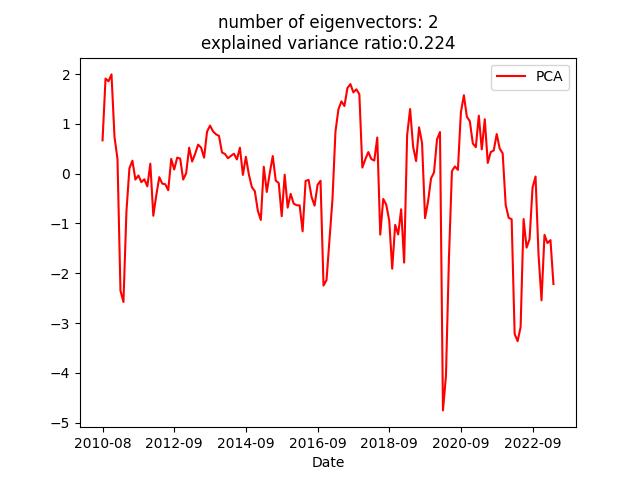 number of eigenvectors: 2
explained variance ratio:0.224
PCA
2
1
0
−1
−2
−3
−4
−5
2010-08 2012-09 2014-09 2016-09 2018-09 2020-09 2022-09
Date